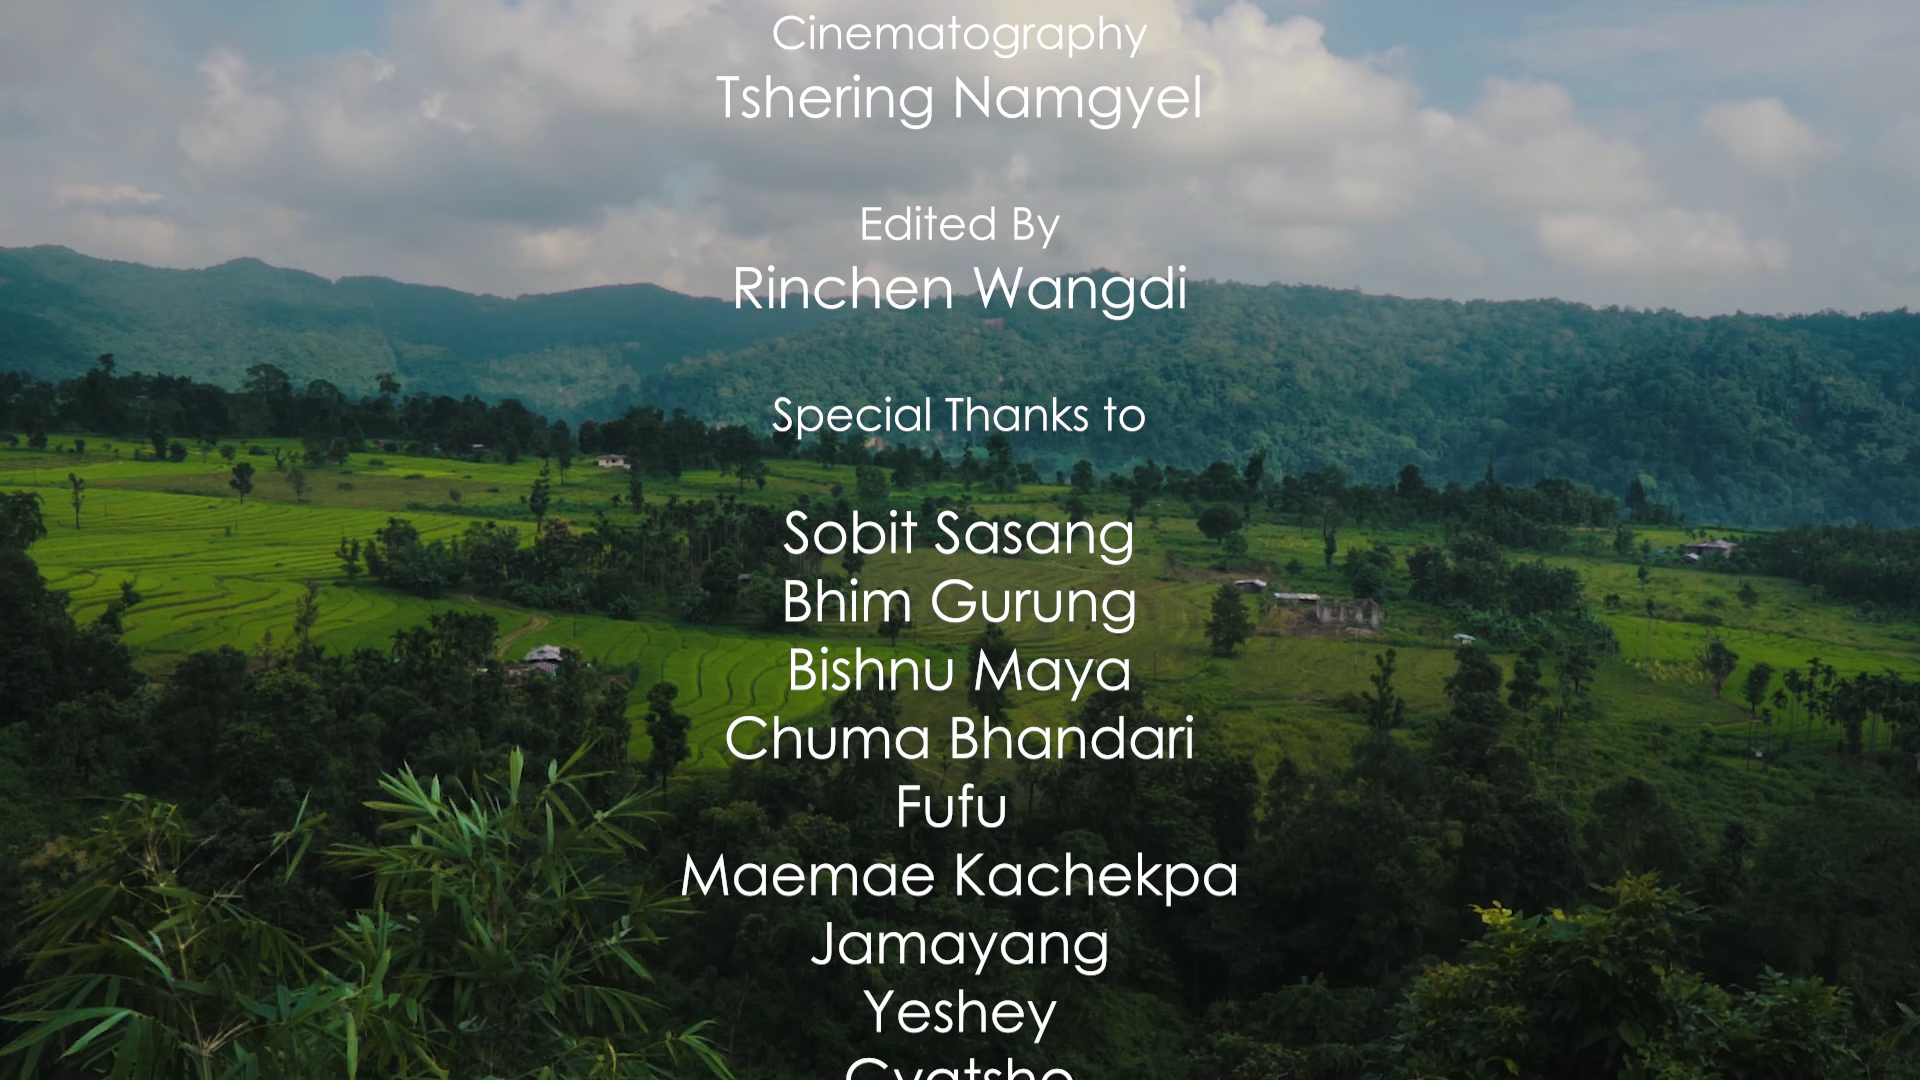 Cinematography
Tshering Namgyel
Edited By
Rinchen Wangdi
Special Thanks to
Sobit Sasang
Bhim Gurung
Bishnu Maya
Chuma Bhandari
Fufu
Maemae Kachekpa
Jamayang
Yeshey